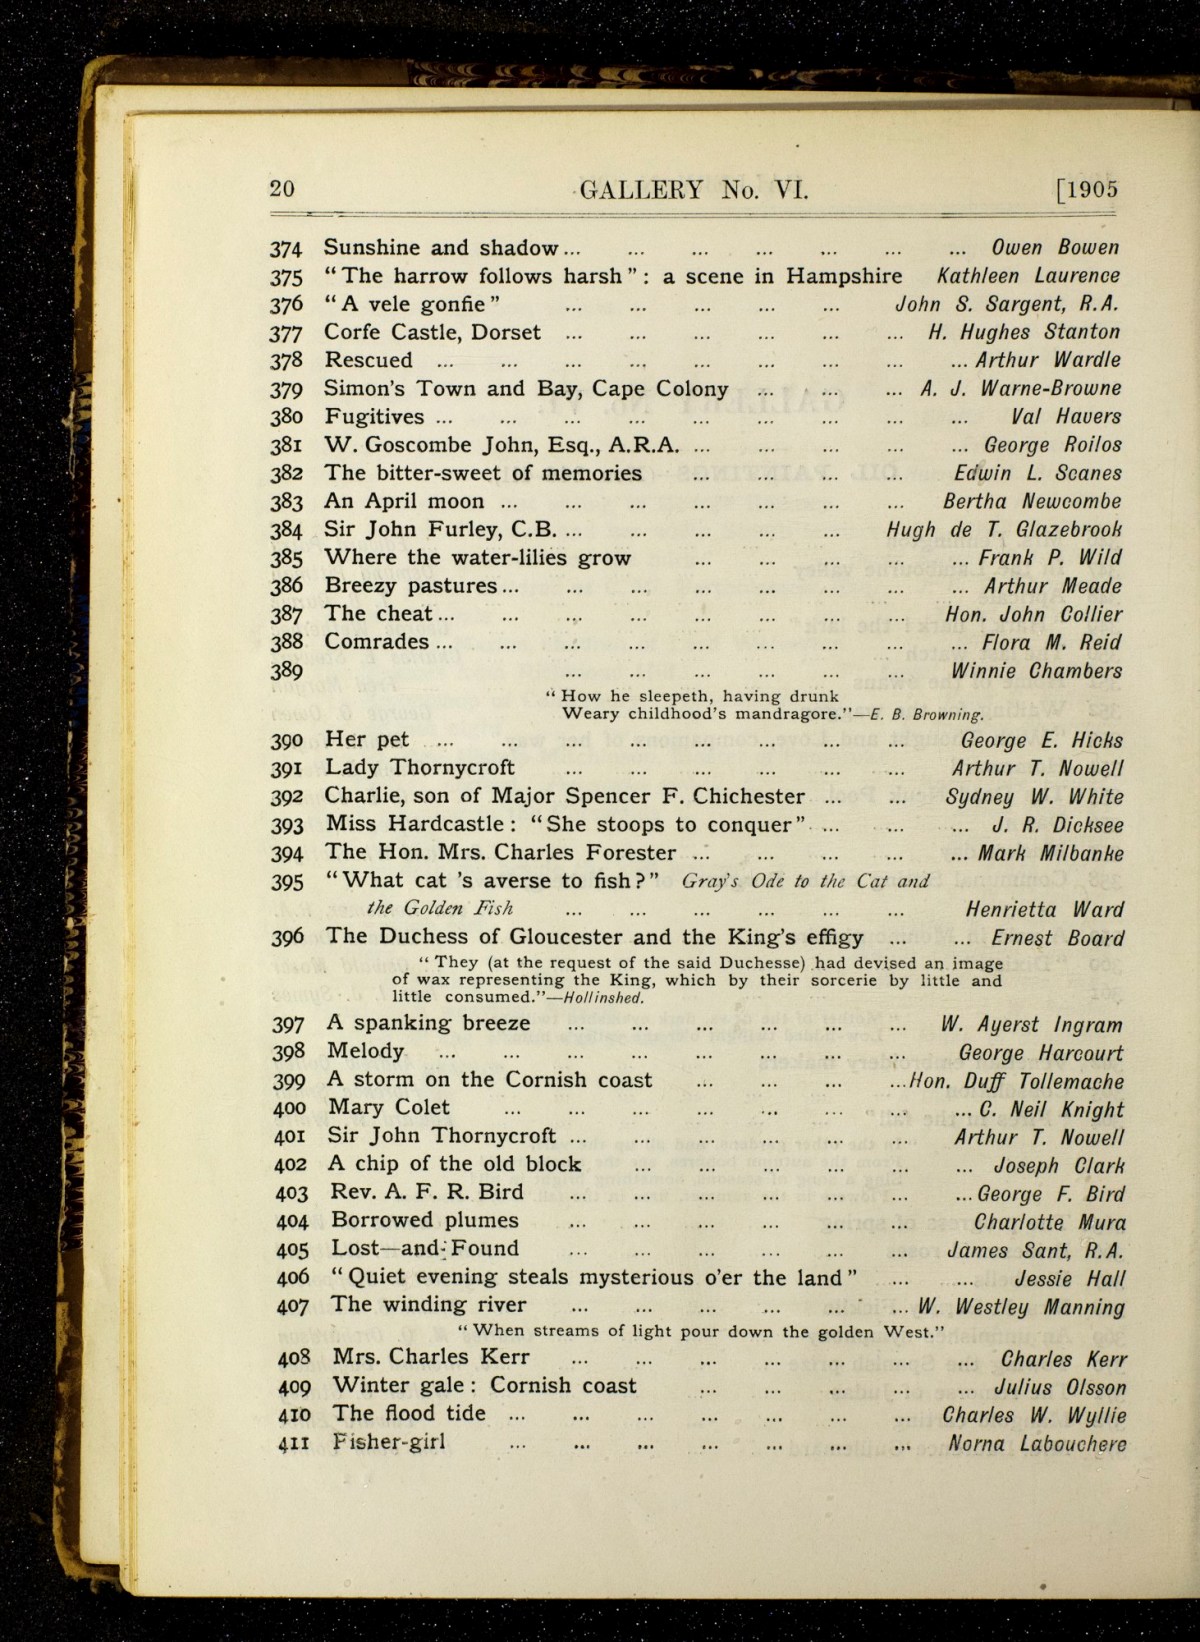 20 GALLERY No. VI. [1905
374 Sunshine and shadow ... ... ... ... ... ... ... Owen Bowen
375 “The harrow follows harsh”: a scene in Hampshire Kathleen Laurence
376 “A vele gonfie” ... ... ... ... ... John S. Sargent, R.A.
377 Corfe Castle, Dorset ... ... ... ... ... ... H. Hughes Stanton
378 Rescued ... ... ... ... ... ... ... ... ... Arthur Wardle
379 Simon's Town and Bay, Cape Colony ... ... ... A. J. Warne-Browne
380 Fugitives ... ... ... ... ... ... ... ... ... Val Havers
381 W. Goscombe John, Esq., A.R.A. ... ... ... ... ... George Roilos
382 The bitter-sweet of memories ... ... ... ... Edwin L. Scanes
383 An April moon ... ... ... ... ... ... ... Bertha Newcombe
384 Sir John Furley, C.B. ... ... ... ... ... Hugh de T. Glazebrook
385 Where the water-lilies grow ... ... ... ... ... Frank P. Wild
386 Breezy pastures ... ... ... ... ... ... ... ... Arthur Meade
387 The cheat ... ... ... ... ... ... ... ... Hon. John Collier
388 Comrades ... ... ... ... ... ... ... ... ... Flora M. Reid
389 ... ... ... ... ... ... Winnie Chambers
“How he sleepeth, having drunk
Weary childhood's mandragore.”—E. B. Browning.
390 Her pet ... ... ... ... ... ... ... ... George E. Hicks
391 Lady Thornycroft ... ... ... ... ... ... Arthur T. Nowell
392 Charlie, son of Major Spencer F. Chichester ... ... Sydney W. White
393 Miss Hardcastle: “She stoops to conquer” ... ... ... J. R. Dicksee
394 The Hon. Mrs. Charles Forester ... ... ... ... ... Mark Milbanke
395 “What cat 's averse to fish?” Gray's Ode to the Cat and
the Golden Fish ... ... ... ... ... ... Henrietta Ward
396 The Duchess of Gloucester and the King's effigy ... ... Ernest Board
“They (at the request of the said Duchesse) had devised an image
of wax representing the King, which by their sorcerie by little and
little consumed.”—Hollinshed.
397 A spanking breeze ... ... ... ... ... ... W. Ayerst Ingram
398 Melody ... ... ... ... ... ... ... ... George Harcourt
399 A storm on the Cornish coast ... ... ... ... Hon. Duff Tollemache
400 Mary Colet ... ... ... ... ... ... ... ... C. Neil Knight
401 Sir John Thornycroft ... ... ... ... ... ... Arthur T. Nowell
402 A chip of the old block ... ... ... ... ... ... Joseph Clark
403 Rev. A. F. R. Bird ... ... ... ... ... ... ... George F. Bird
404 Borrowed plumes ... ... ... ... ... ... Charlotte Mura
405 Lost—and—Found ... ... ... ... ... ... James Sant, R.A.
406 “Quiet evening steals mysterious o'er the land” ... ... Jessie Hall
407 The winding river ... ... ... ... ... ... W. Westley Manning
“When streams of light pour down the golden West.”
408 Mrs. Charles Kerr ... ... ... ... ... ... ... Charles Kerr
409 Winter gale: Cornish coast ... ... ... ... ... Julius Olsson
410 The flood tide ... ... ... ... ... ... ... Charles W. Wyllie
411 Fisher-girl ... ... ... ... ... ... ... Norna Labouchere